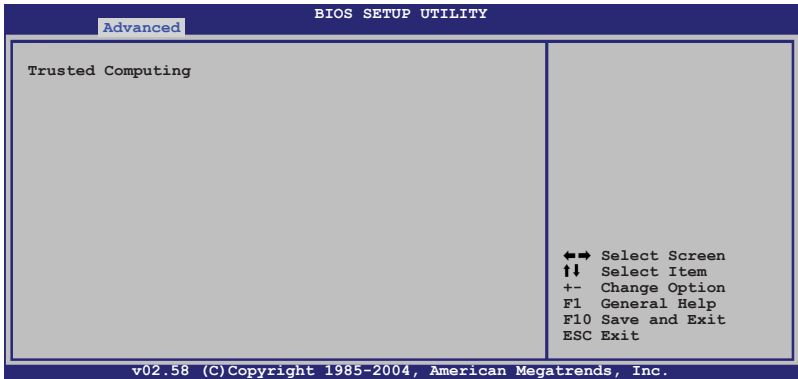 BIOS SETUP UTILITY
Advanced
Trusted Computing
←→ Select Screen
↑↓ Select Item
+- Change Option
F1 General Help
F10 Save and Exit
ESC Exit
v02.58 (C)Copyright 1985-2004, American Megatrends, Inc.